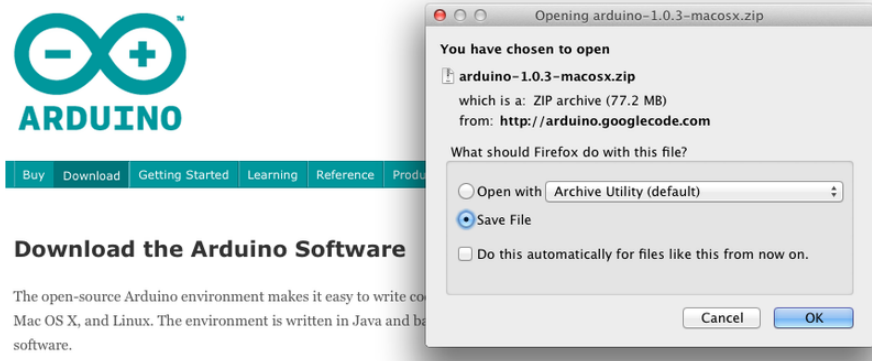 ARDUINO
TM
Buy Download Getting Started Learning Reference
Download the Arduino Software
The open-source Arduino environment makes it easy to write
Mac OS X, and Linux. The environment is written in Java and
software.
Opening arduino-1.0.3-macosx.zip
You have chosen to open
arduino-1.0.3-macosx.zip
which is a: ZIP archive (77.2 MB)
from: http://arduino.googlecode.com
What should Firefox do with this file?
Open with Archive Utility (default)
Save File
Do this automatically for files like this from now on.
Cancel OK